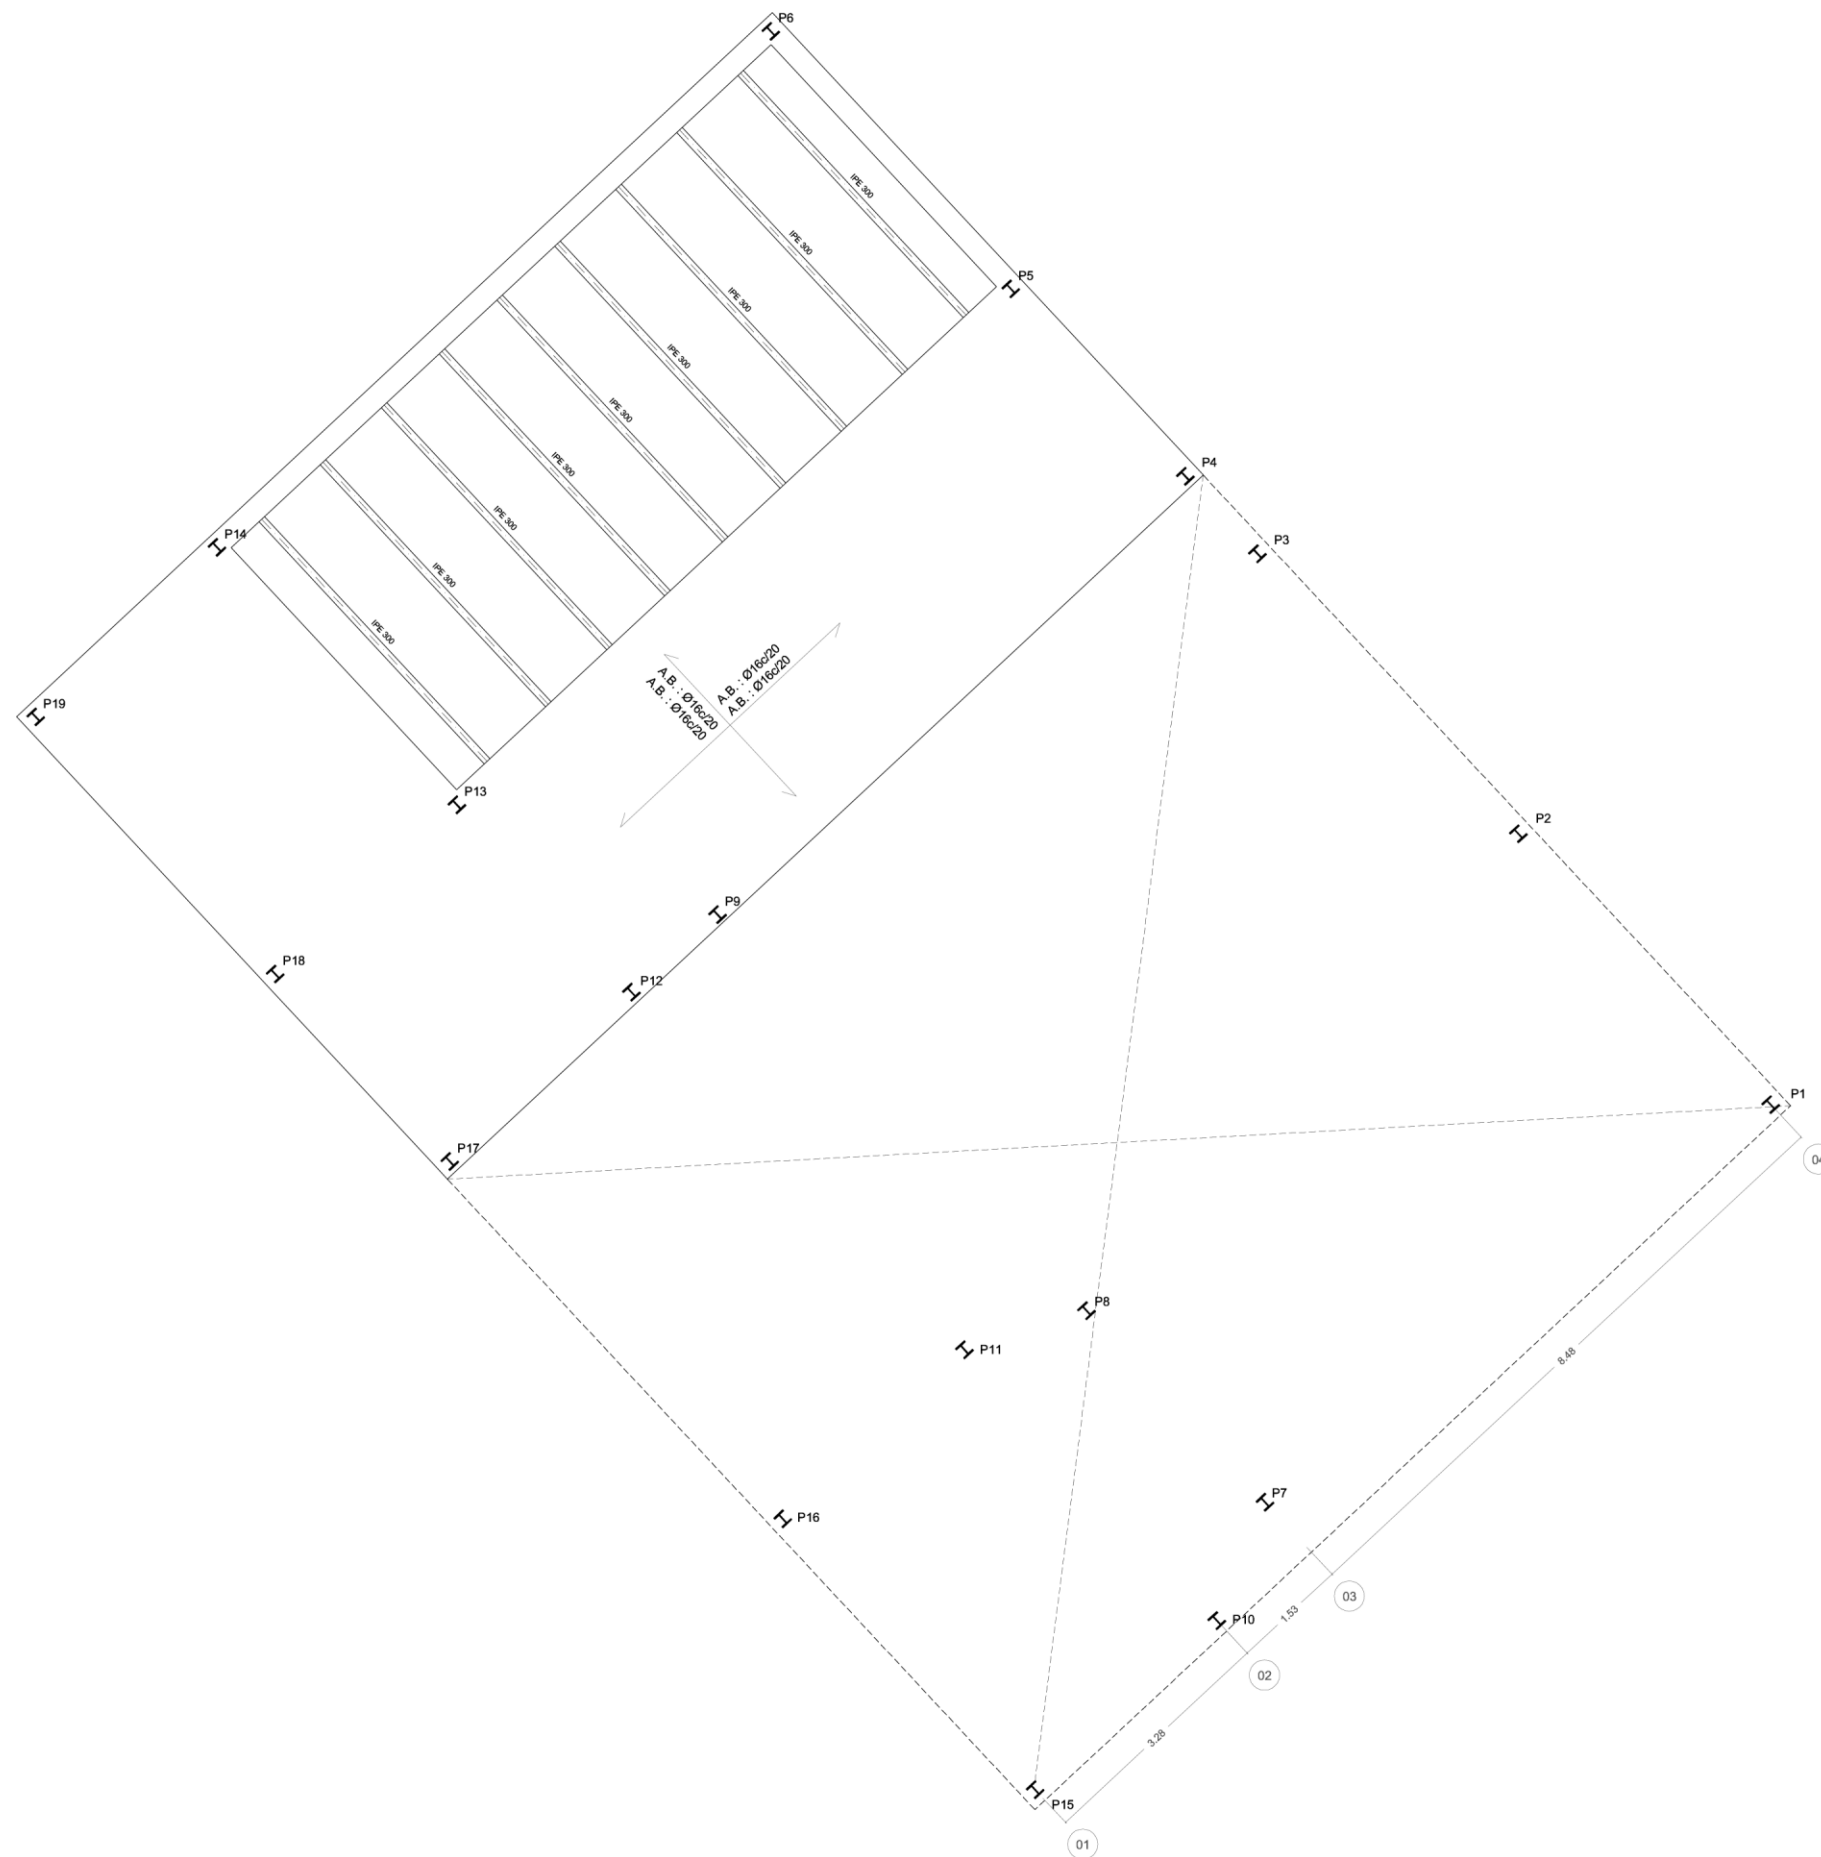 P6
IPE 300
IPE 300
P5
IPE 300
IPE 300
IPE 300
P4
IPE 300
IPE 300
P14
P3
IPE 300
IPE 300
A.B. : Ø16c/20
A.B. : Ø16c/20
A.B. : Ø16c/20
A.B. : Ø16c/20
P19
P13
P2
P9
P18
P12
P1
P17
04
P8
P11
8.48
P7
P16
03
1.53
P10
02
3.28
P15
01